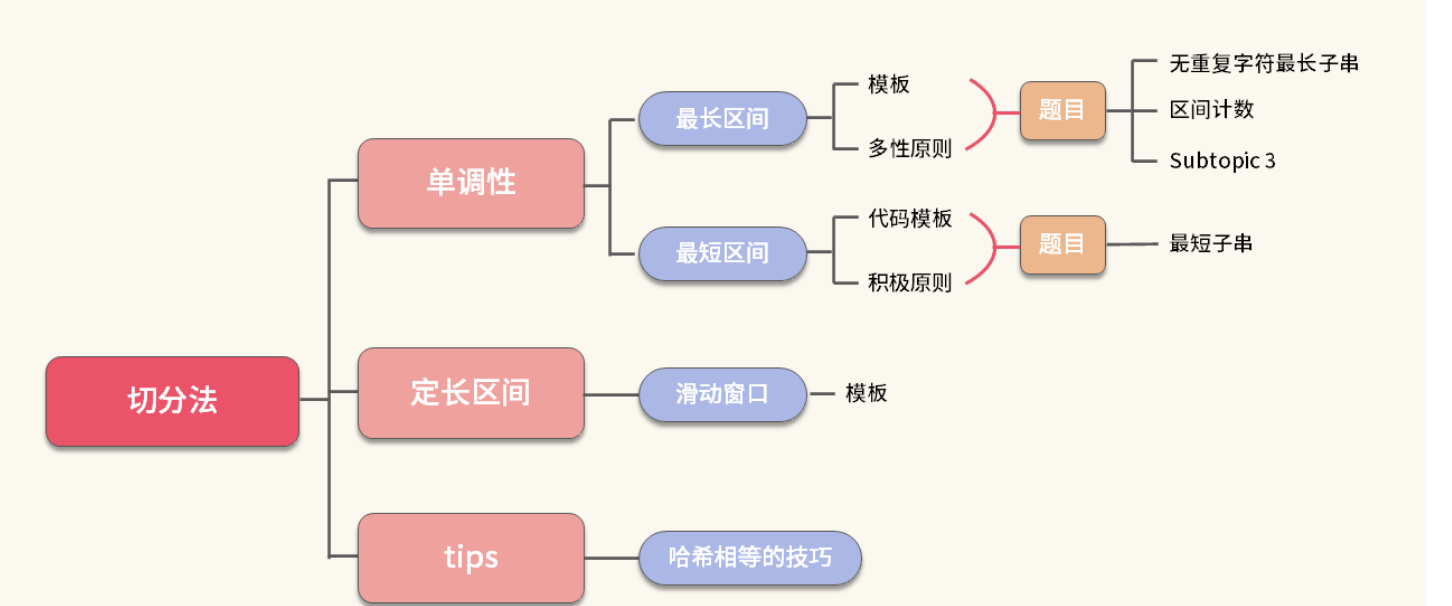 切分法
单调性
最长区间
模板
多性原则
题目
无重复字符最长子串
区间计数
Subtopic 3
最短区间
代码模板
积极原则
题目
最短子串
定长区间
滑动窗口
模板
tips
哈希相等的技巧